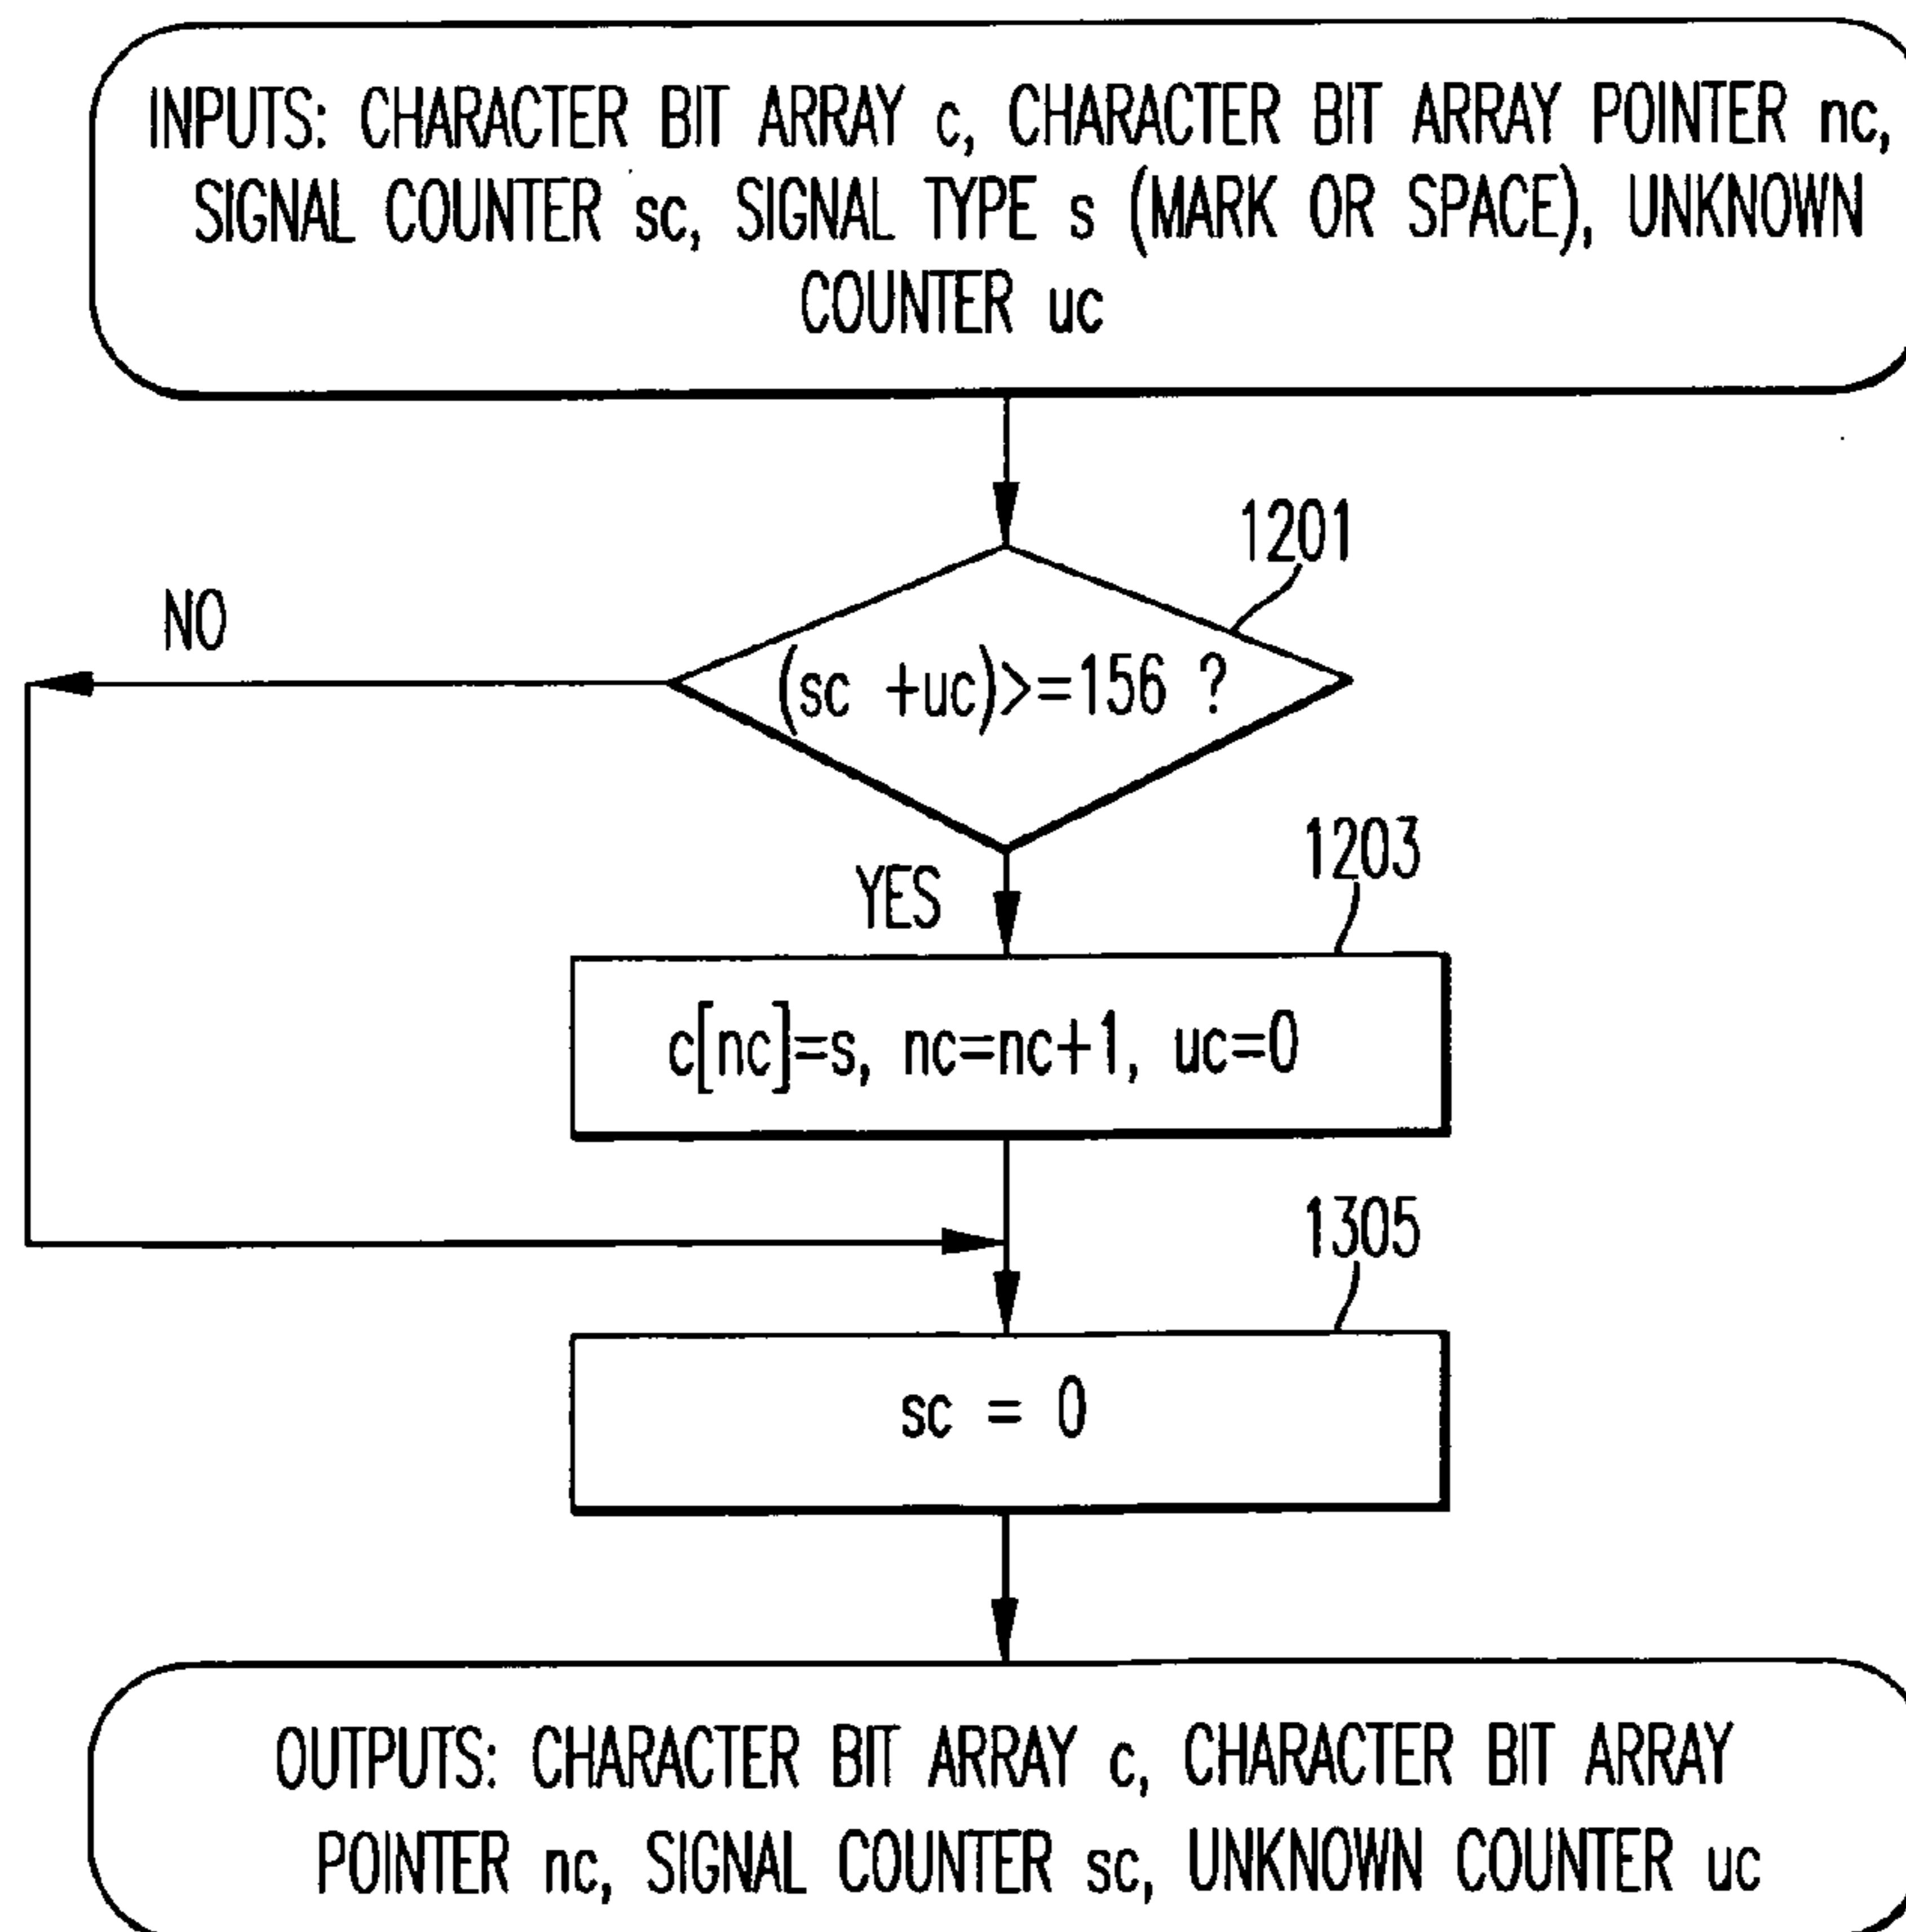 INPUTS: CHARACTER BIT ARRAY c, CHARACTER BIT ARRAY POINTER nc,
SIGNAL COUNTER sc, SIGNAL TYPE s (MARK OR SPACE), UNKNOWN
COUNTER uc
1201
NO
(sc +uc)>=156 ?
1203
YES
c[nc]=s, nc=nc+1, uc=0
1305
sc = 0
OUTPUTS: CHARACTER BIT ARRAY c, CHARACTER BIT ARRAY
POINTER nc, SIGNAL COUNTER sc, UNKNOWN COUNTER uc